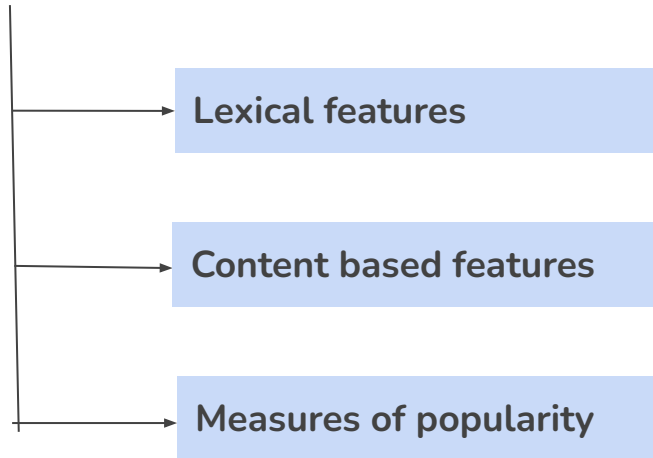 Lexical features
Content based features
Measures of popularity